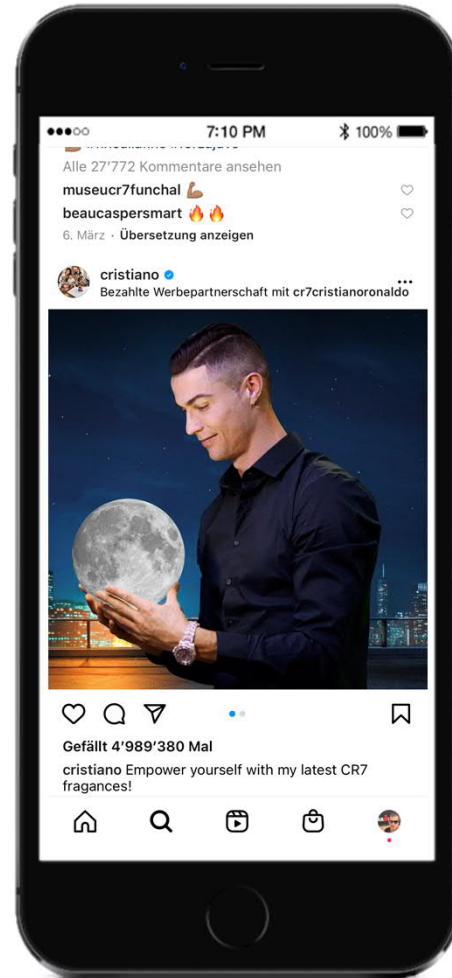 7:10 PM
100%
Alle 27’772 Kommentare ansehen
museucr7funchal 💪🏽
beaucaspersmart 🔥🔥
6. März · Übersetzung anzeigen
cristiano
Bezahlte Werbepartnerschaft mit cr7cristianoronaldo
Gefällt 4’989’380 Mal
cristiano Empower yourself with my latest CR7
fragances!